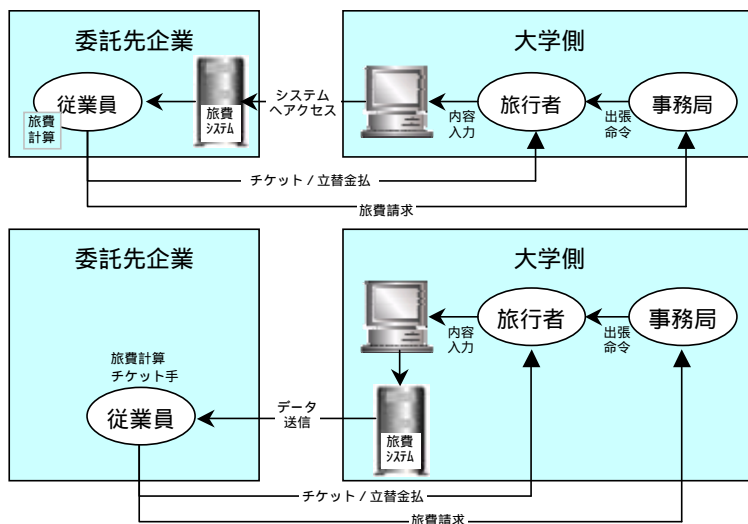 委託先企業
大学側
従業員
旅費
計算
旅費
システム
システム
へアクセス
内容
入力
旅行者
出張
命令
事務局
チケット / 立替金払
旅費請求
委託先企業
大学側
旅費計算
チケット手
従業員
データ
送信
旅費
システム
内容
入力
旅行者
出張
命令
事務局
チケット / 立替金払
旅費請求